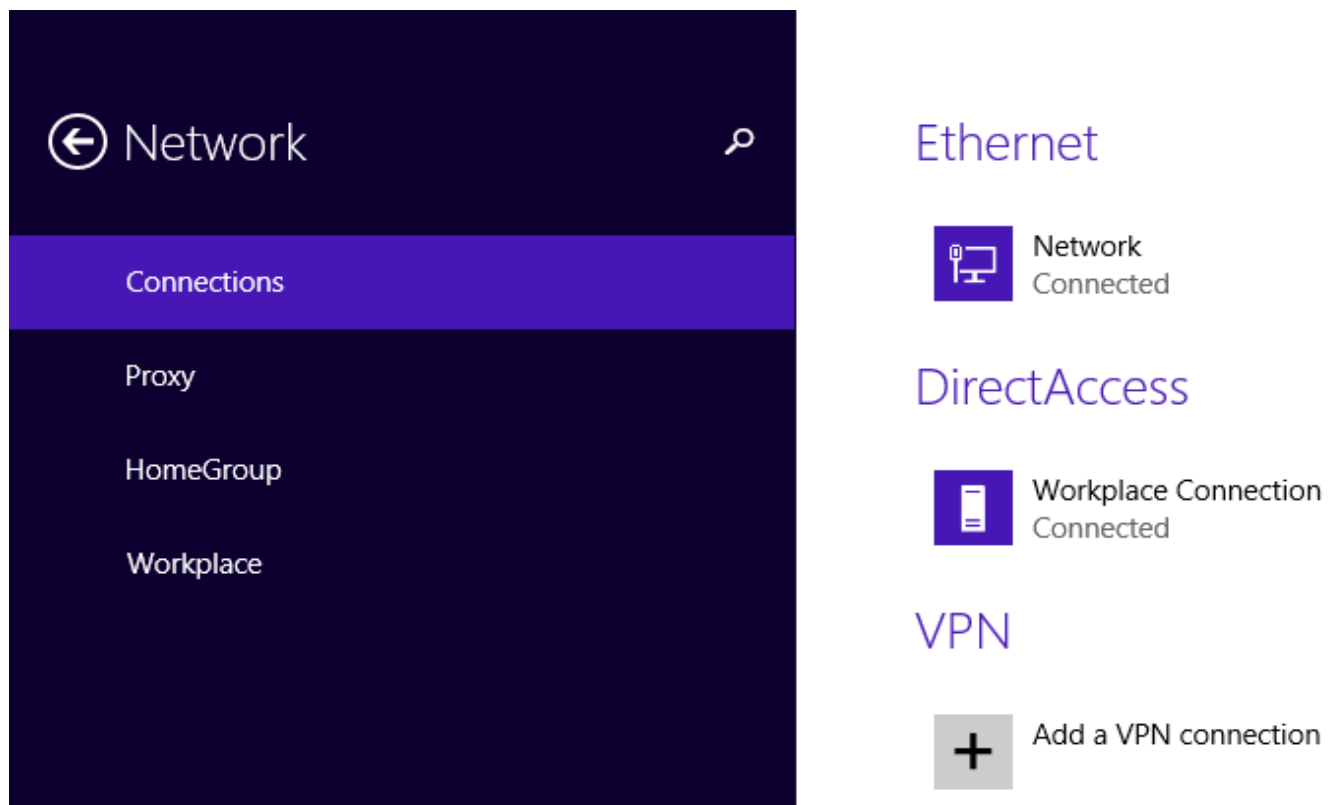 Network
Connections
Proxy
HomeGroup
Workplace
Ethernet
Network
Connected
DirectAccess
Workplace Connection
Connected
VPN
Add a VPN connection